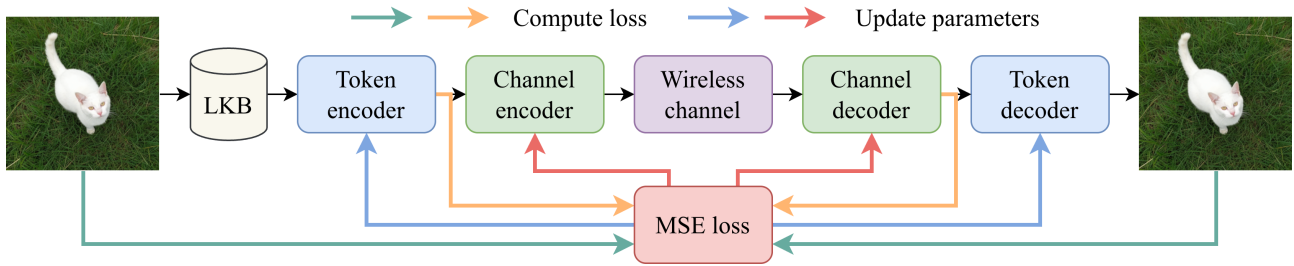 Compute loss
Update parameters
LKB
Token
encoder
Channel
encoder
Wireless
channel
Channel
decoder
Token
decoder
MSE loss